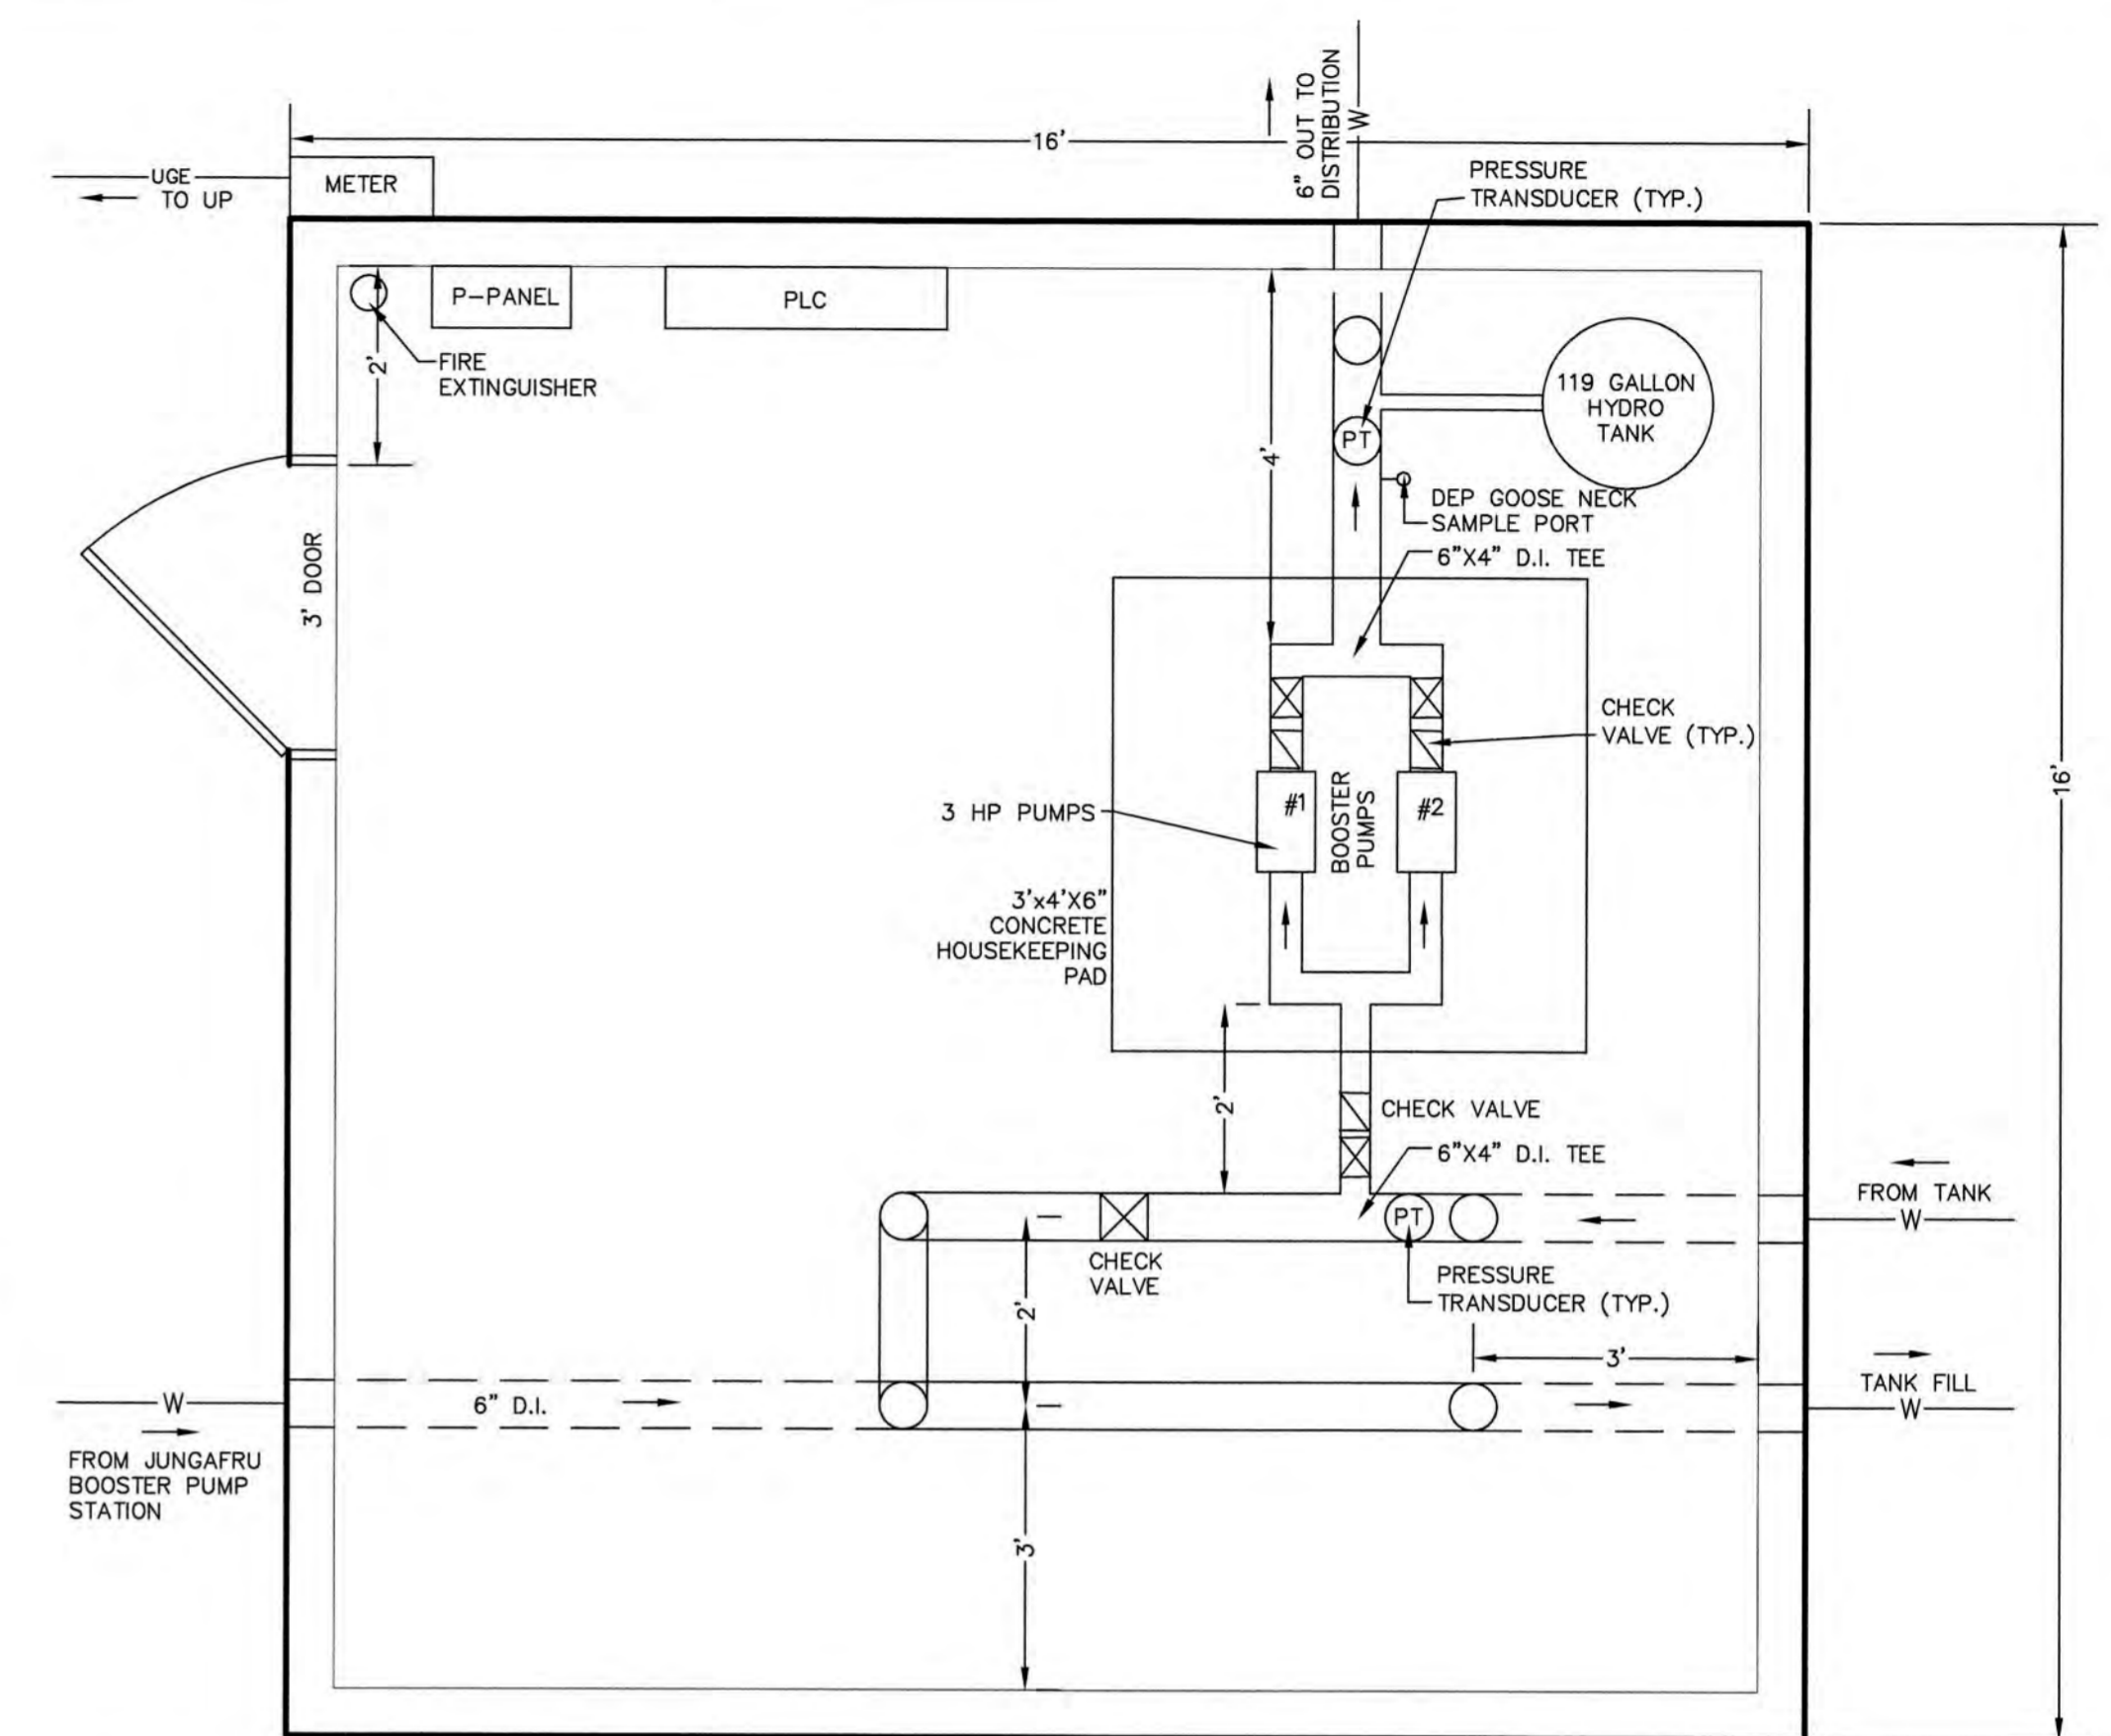 6" OUT TO
DISTRIBUTION
W
16'
UGE
TO UP
METER
PRESSURE
TRANSDUCER (TYP.)
P-PANEL
PLC
FIRE
EXTINGUISHER
2'
119 GALLON
HYDRO
TANK
PT
4'
DEP GOOSE NECK
SAMPLE PORT
6"X4" D.I. TEE
3' DOOR
CHECK
VALVE (TYP.)
16'
#1
BOOSTER
PUMPS
#2
3 HP PUMPS
3'x4'X6"
CONCRETE
HOUSEKEEPING
PAD
2'
CHECK VALVE
6"X4" D.I. TEE
FROM TANK
W
PT
CHECK
VALVE
PRESSURE
TRANSDUCER (TYP.)
2'
3'
TANK FILL
W
W
6" D.I.
FROM JUNGAFRU
BOOSTER PUMP
STATION
3'